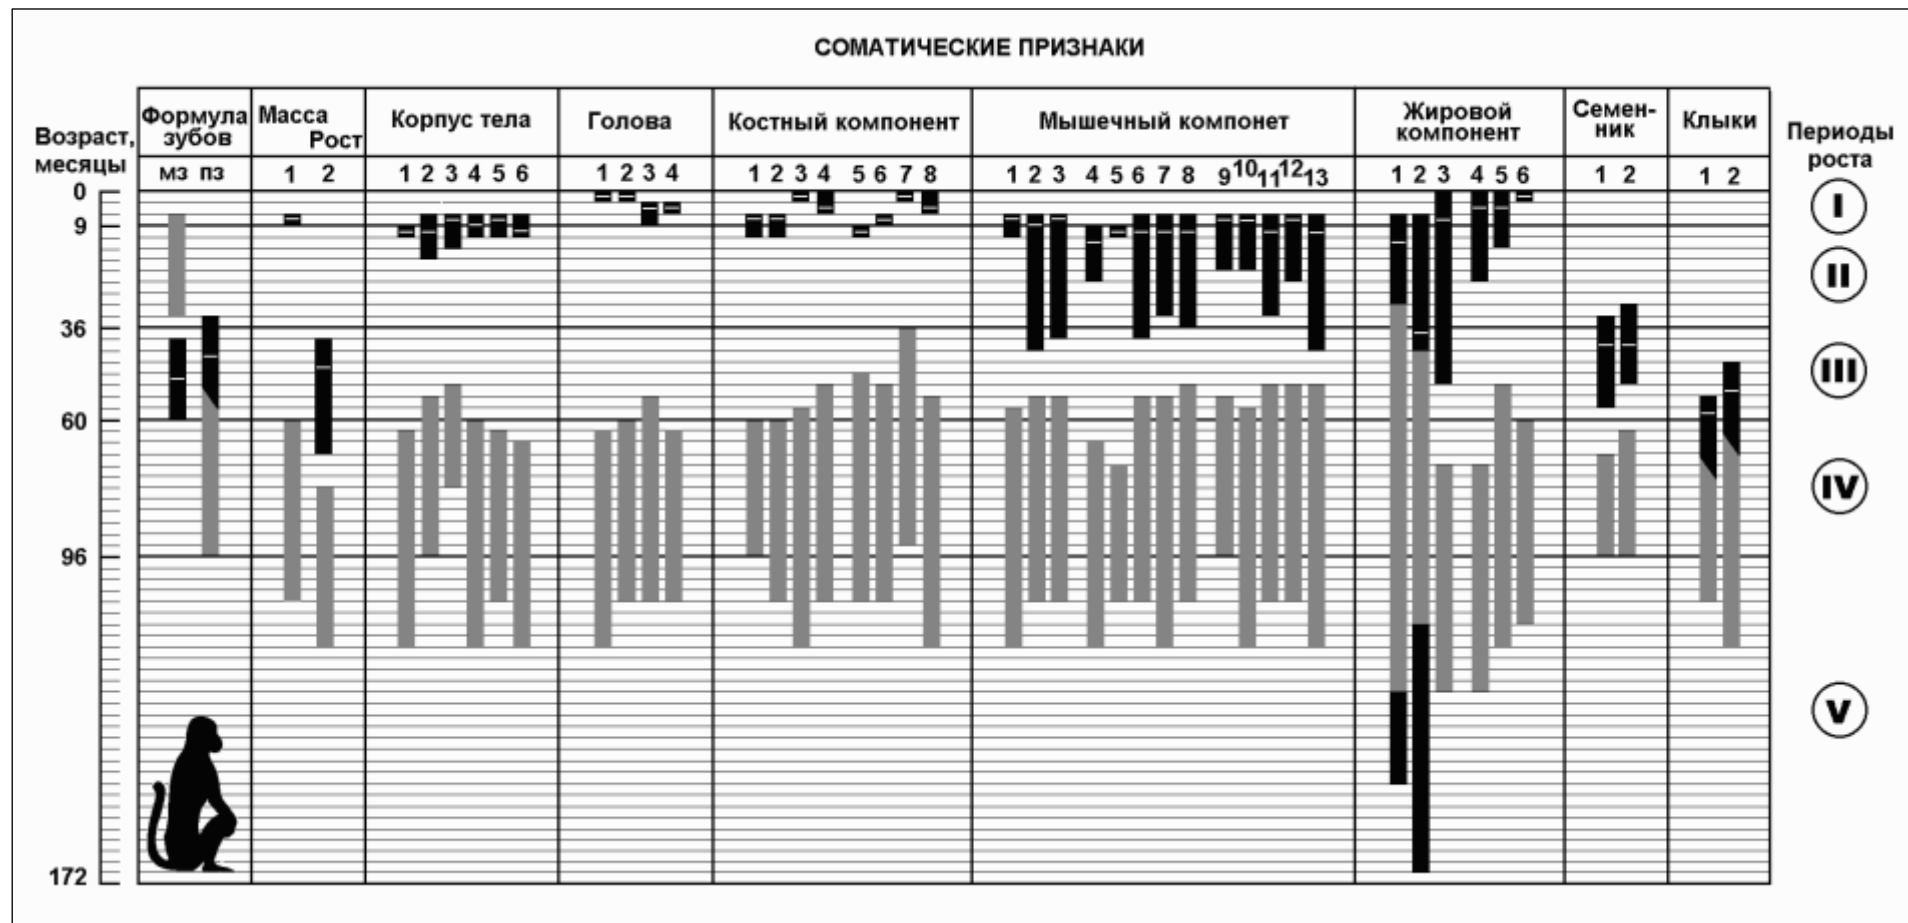 СОМАТИЧЕСКИЕ ПРИЗНАКИ
Возраст,
месяцы
Формула
зубов
Масса
Рост
Корпус тела
Голова
Костный компонент
Мышечный компонет
Жировой
компонент
Семен-
ник
Клыки
Периоды
роста
мз пз
1 2
1 2 3 4 5 6
1 2 3 4
1 2 3 4 5 6 7 8
1 2 3 4 5 6 7 8 9 10 11 12 13
1 2 3 4 5 6
1 2
1 2
0
9
36
60
96
172
I
II
III
IV
V